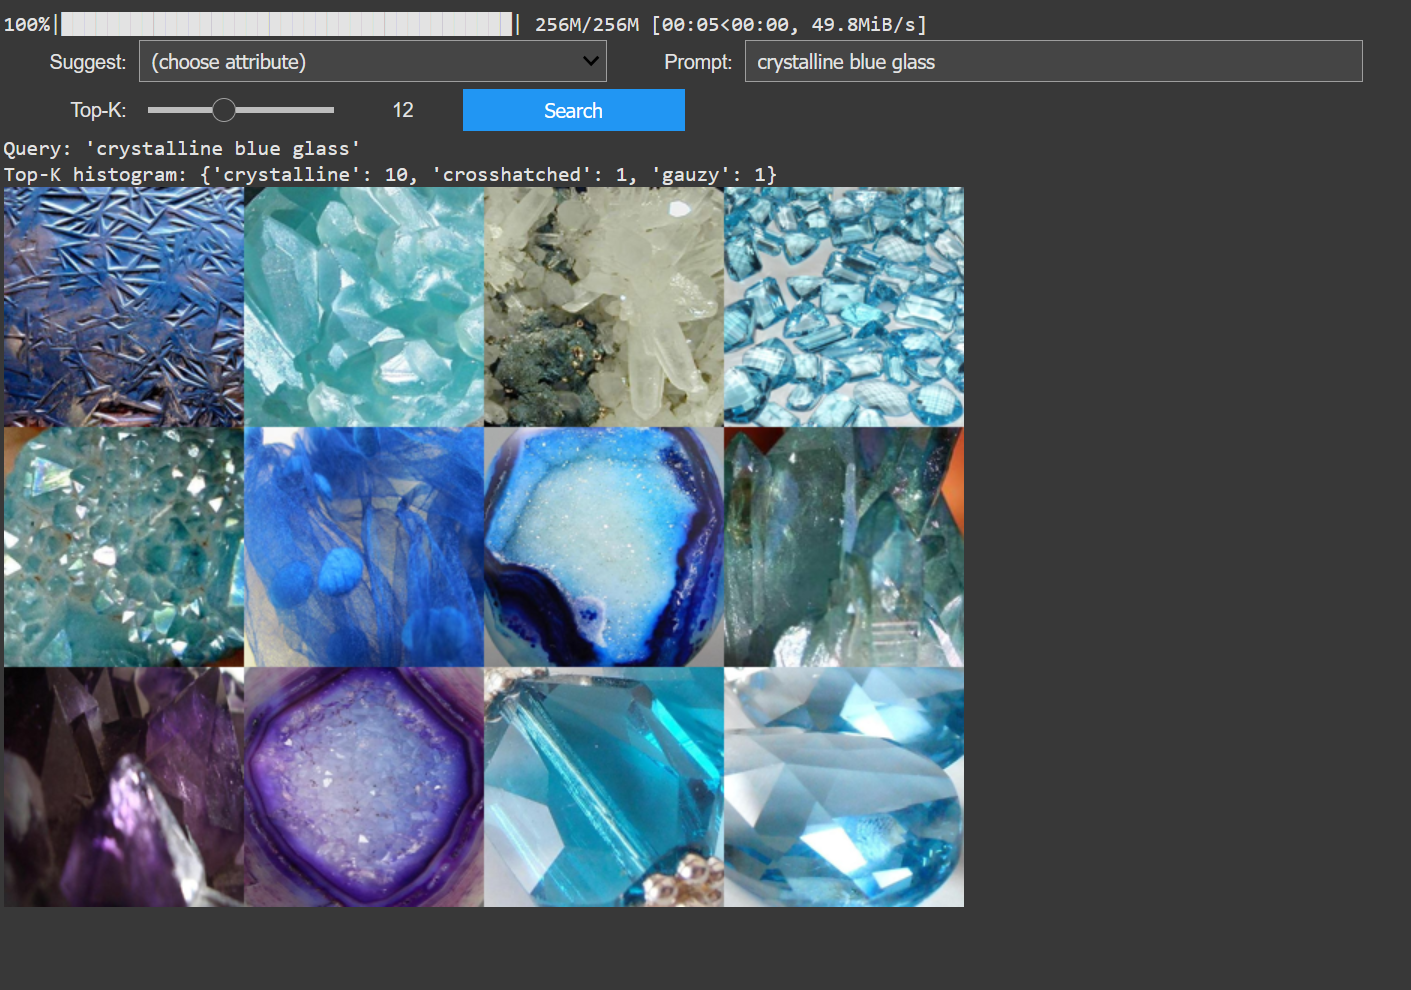 100%| | 256M/256M [00:05<00:00, 49.8MiB/s]
Suggest: (choose attribute) Prompt: crystalline blue glass
Top-K: 12 Search
Query: 'crystalline blue glass'
Top-K histogram: {'crystalline': 10, 'crosshatched': 1, 'gauzy': 1}